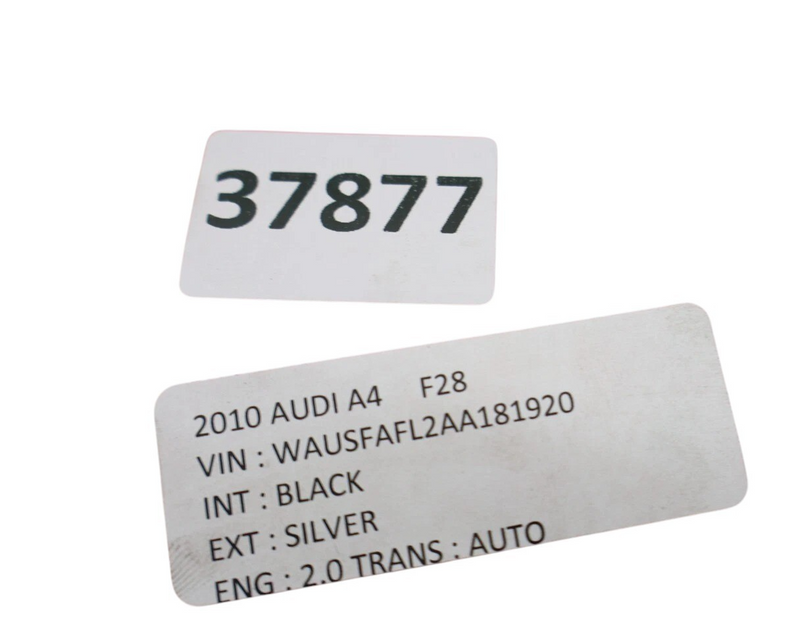 37877
2010 AUDI A4 F28
VIN : WAUSFAFL2AA181920
INT : BLACK
EXT : SILVER
ENG : 2.0 TRANS : AUTO